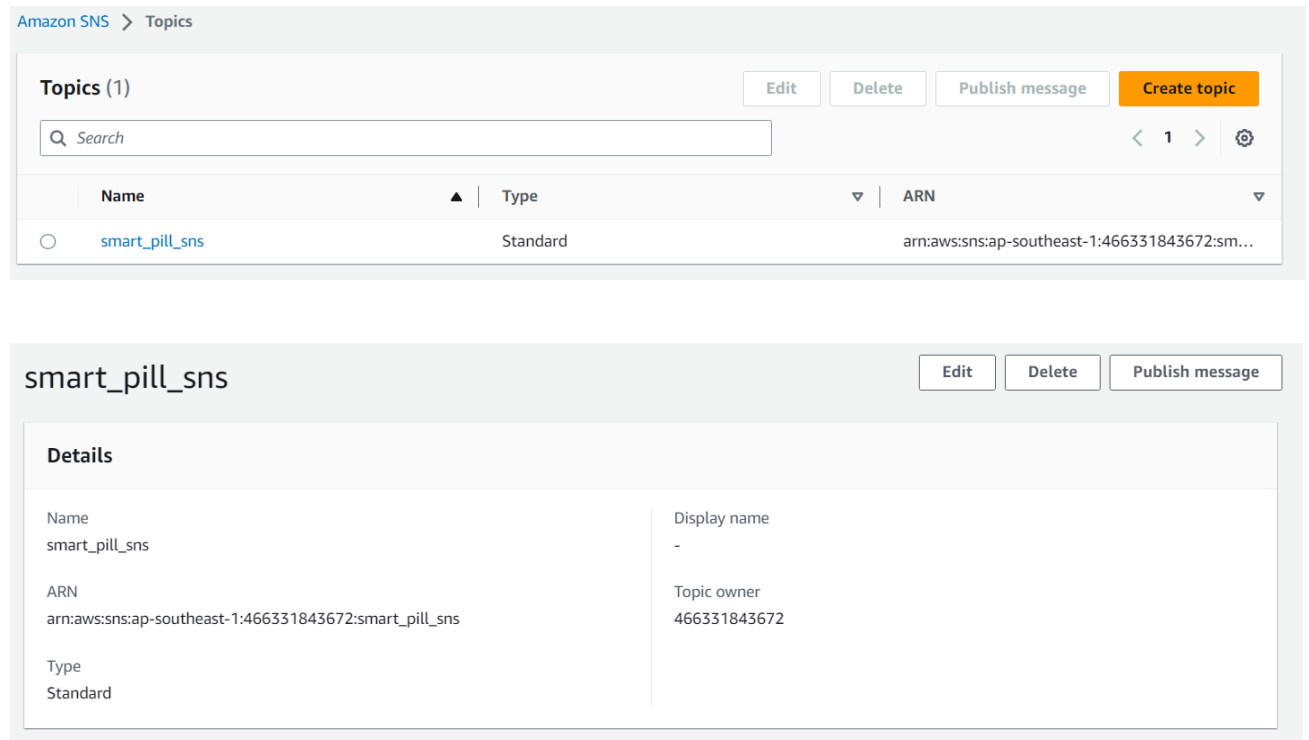 Amazon SNS > Topics
Topics (1) Edit Delete Publish message Create topic
Search < 1 >
Name Type ARN
smart_pill_sns Standard arn:aws:sns:ap-southeast-1:466331843672:sm...
smart_pill_sns Edit Delete Publish message
Details
Name
smart_pill_sns
ARN
arn:aws:sns:ap-southeast-1:466331843672:smart_pill_sns
Type
Standard
Display name
-
Topic owner
466331843672